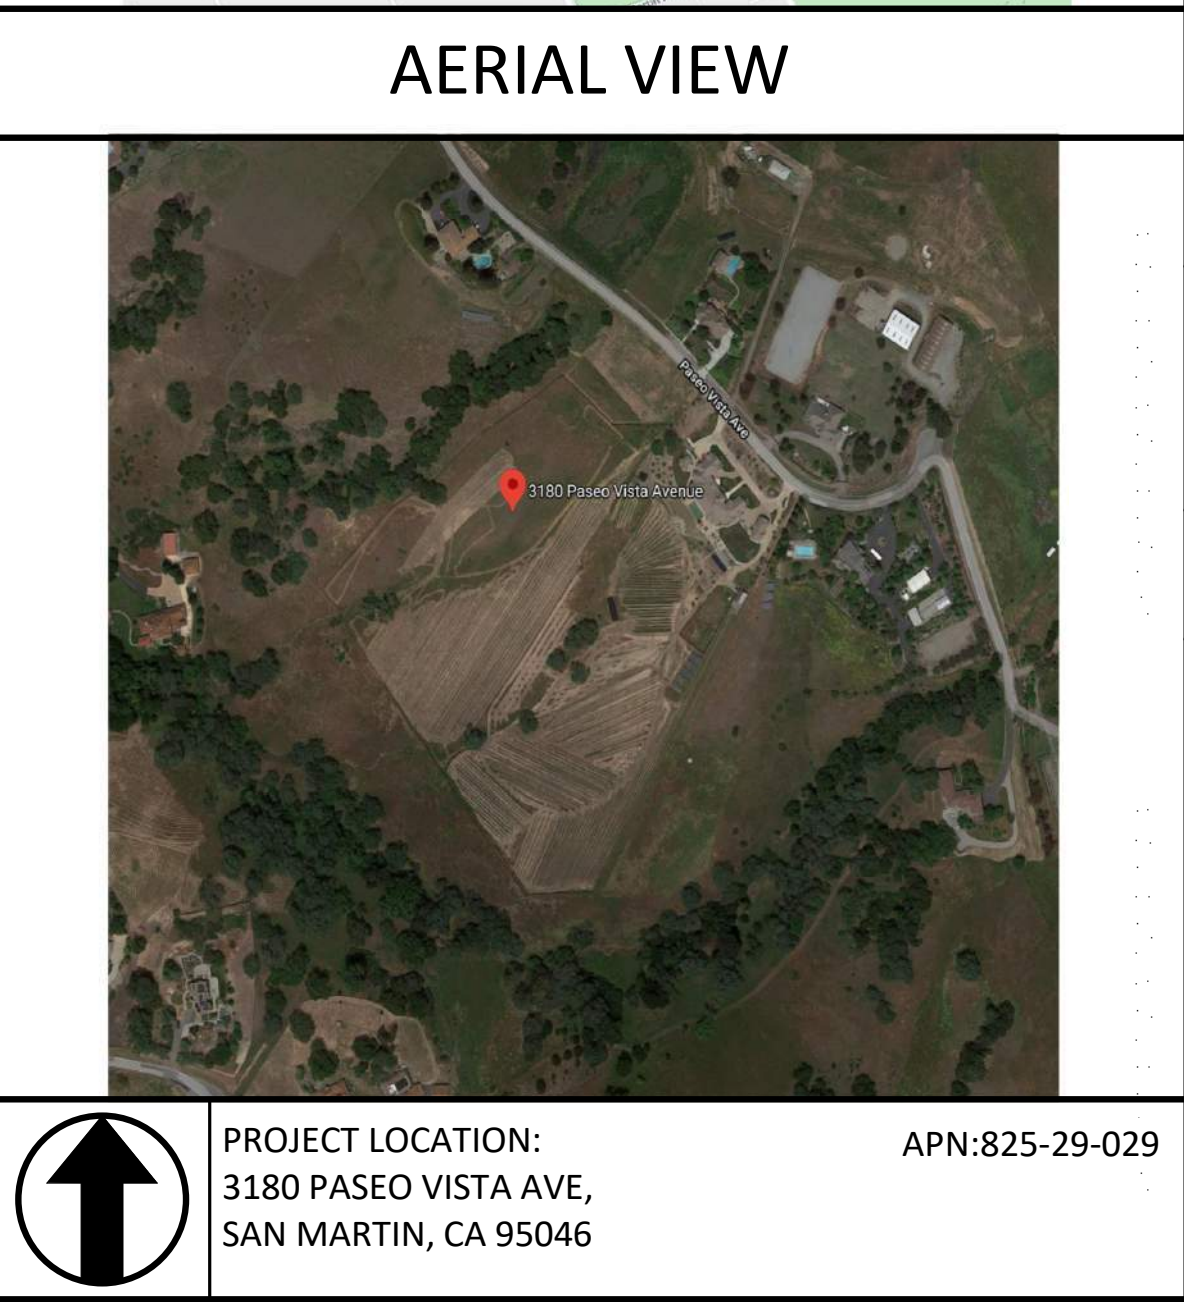 AERIAL VIEW
Paseo Vista Ave
3180 Paseo Vista Avenue
PROJECT LOCATION:
3180 PASEO VISTA AVE,
SAN MARTIN, CA 95046
APN:825-29-029